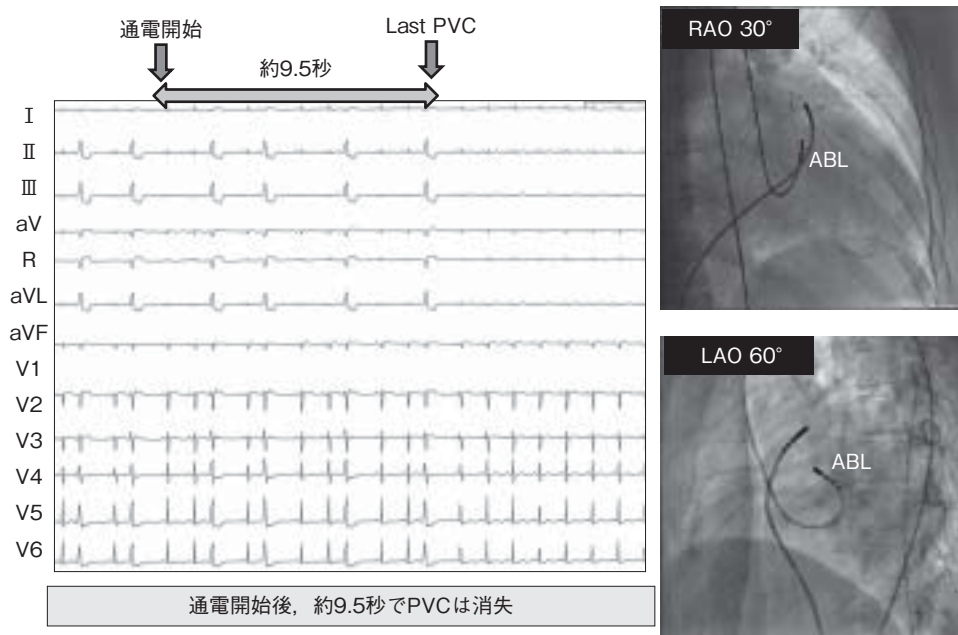 通電開始
Last PVC
約9.5秒
I
II
III
aV
R
aVL
aVF
V1
V2
V3
V4
V5
V6
通電開始後，約9.5秒でPVCは消失
RAO 30°
ABL
LAO 60°
ABL